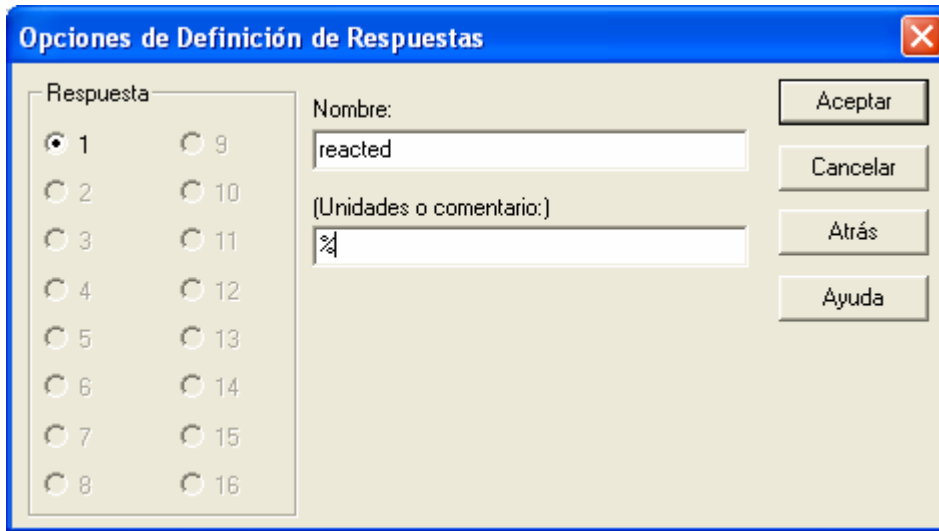 Opciones de Definición de Respuestas
Respuesta
1 9
2 10
3 11
4 12
5 13
6 14
7 15
8 16
Nombre:
reacted
(Unidades o comentario:)
%
Aceptar
Cancelar
Atrás
Ayuda